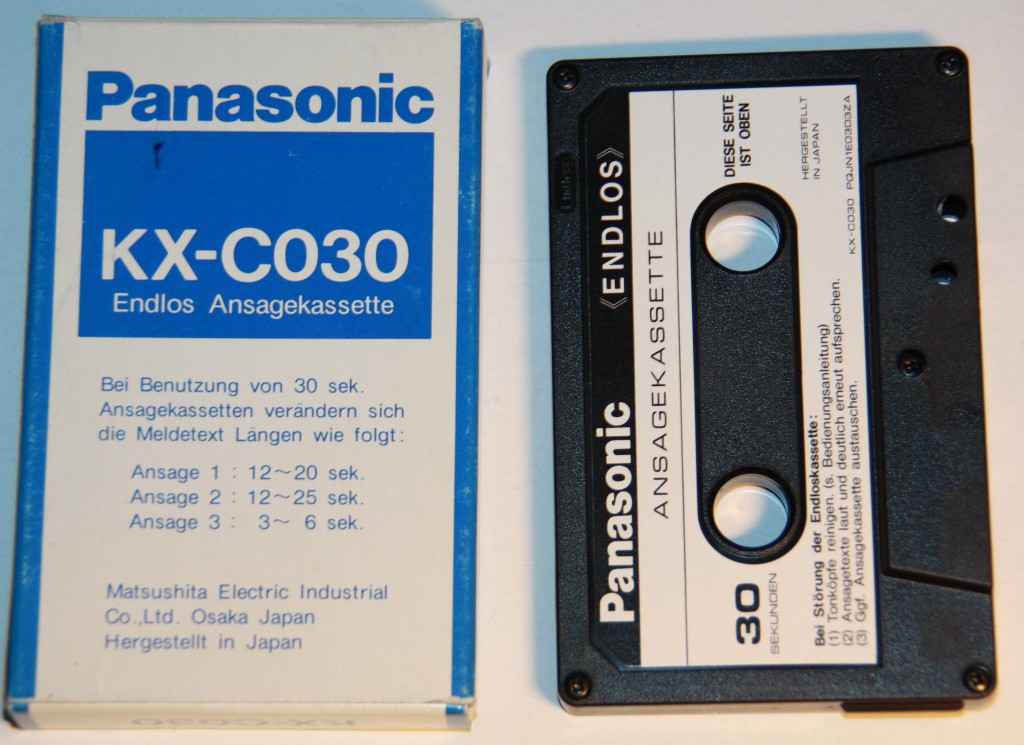 Panasonic
KX-C030
Endlos Ansagekassette
Bei Benutzung von 30 sek.
Ansagekassetten verändern sich
die Meldetext Längen wie folgt:
Ansage 1 : 12~20 sek.
Ansage 2 : 12~25 sek.
Ansage 3 : 3~ 6 sek.
Matsushita Electric Industrial
Co.,Ltd. Osaka Japan
Hergestellt in Japan
KX-C030
Endless
Panasonic 《ENDLOS》
ANSAGEKASSETTE
30
SEKUNDEN
DIESE SEITE
IST OBEN
HERGESTELLT
IN JAPAN
KX-C030 PQJN1E03D3ZA
Bei Störung der Endloskassette:
(1) Tonköpfe reinigen. (s. Bedienungsanleitung)
(2) Ansagetexte laut und deutlich erneut aufsprechen.
(3) Ggf. Ansagekassette austauschen.